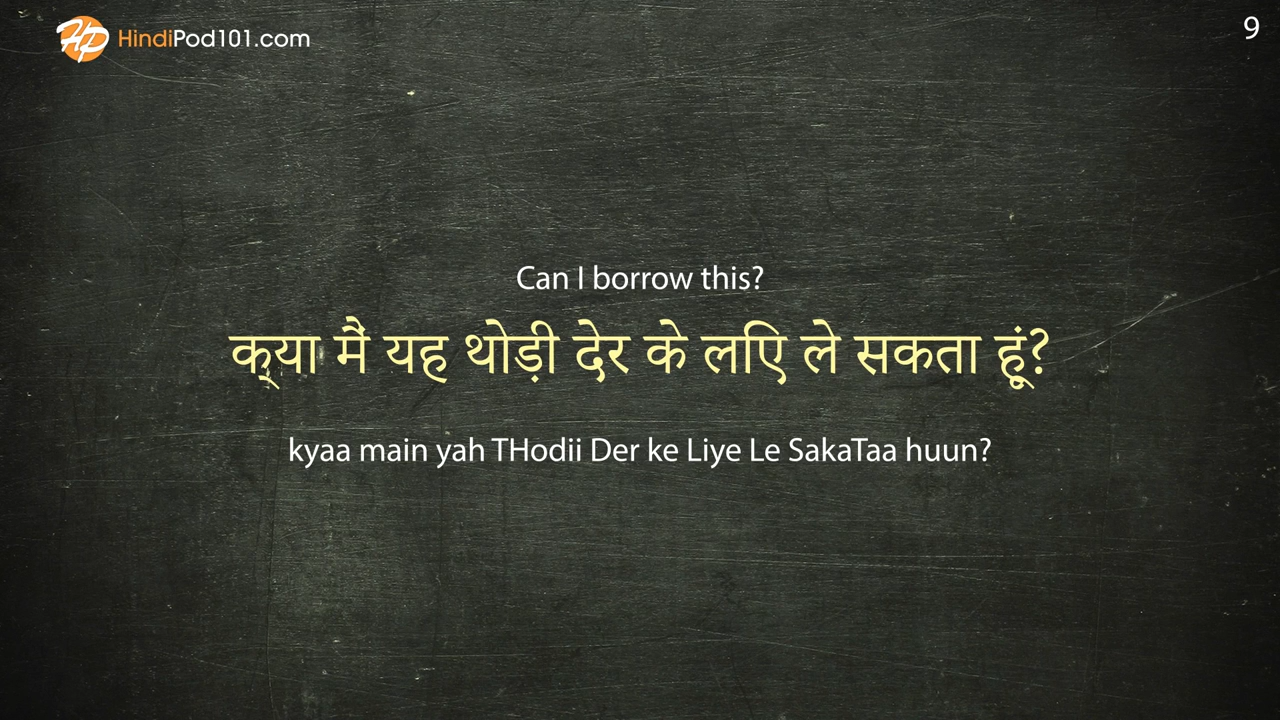 HindiPod101.com
9
Can I borrow this?
क्या मैं यह थोड़ी देर के लिए ले सकता हूं?
kyaa main yah THodii Der ke Liye Le SakaTaa huun?